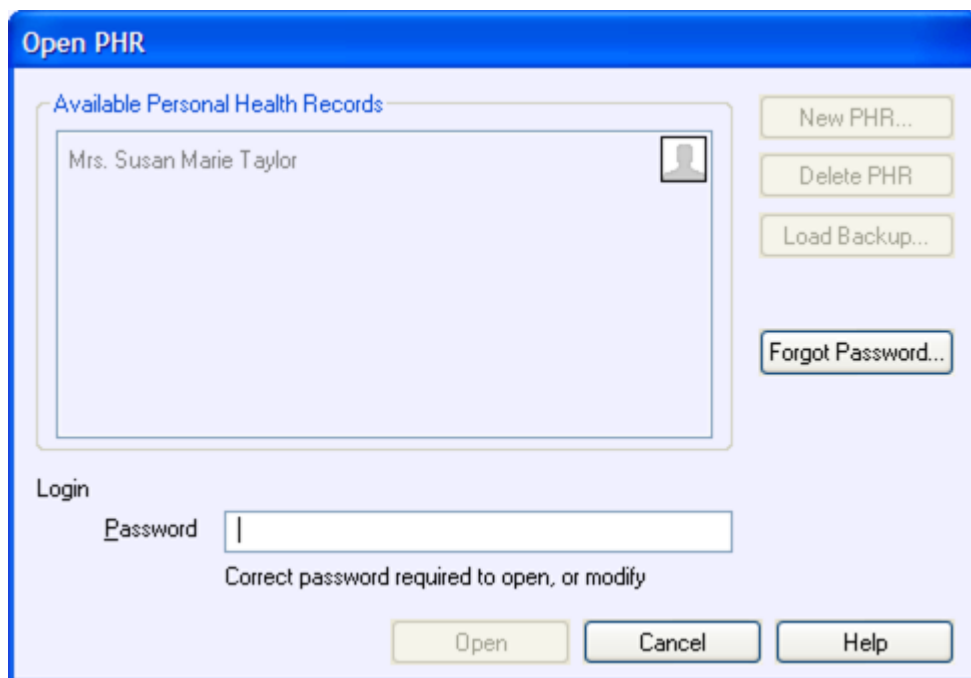 Open PHR
Available Personal Health Records
Mrs. Susan Marie Taylor
New PHR...
Delete PHR
Load Backup...
Forgot Password...
Login
Password
Correct password required to open, or modify
Open
Cancel
Help